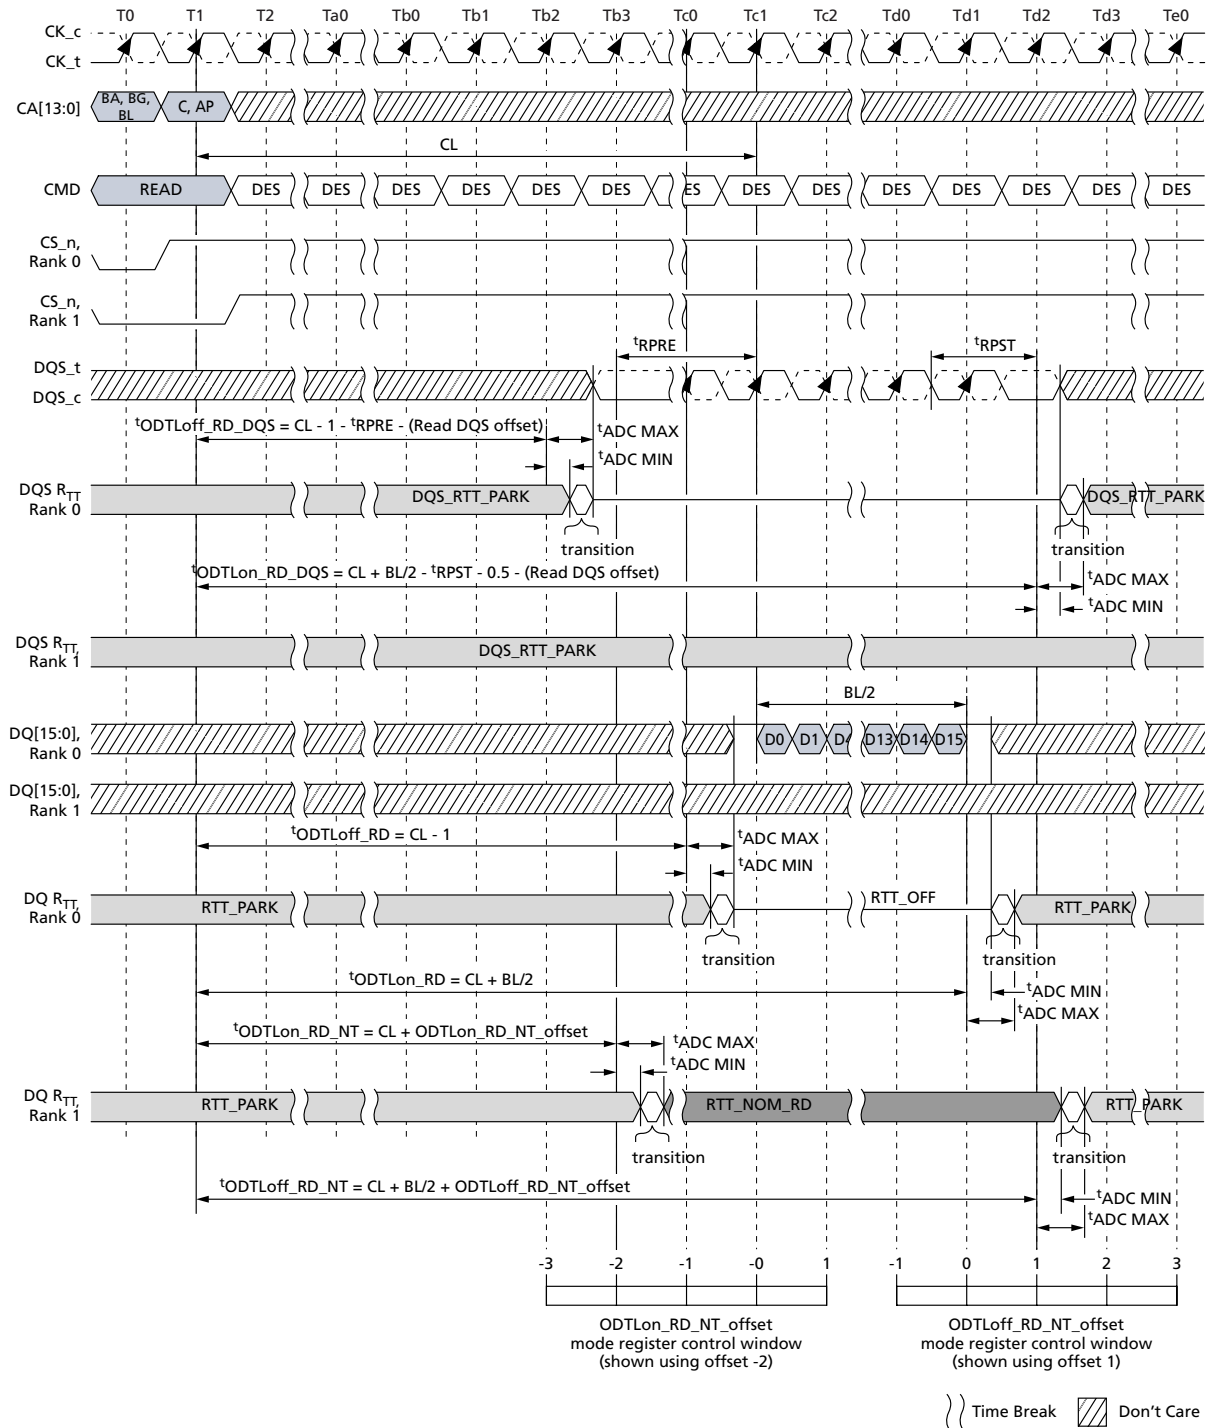 T0 T1 T2 Ta0 Tb0 Tb1 Tb2 Tb3 Tc0 Tc1 Tc2 Td0 Td1 Td2 Td3 Te0
CK_c
CK_t
CA[13:0]
BA, BG,
BL
C, AP
CL
CMD
READ DES DES DES DES DES DES ES DES DES DES DES DES DES DES
CS_n,
Rank 0
CS_n,
Rank 1
tRPRE
tRPST
DQS_t
DQS_c
tODTLoff_RD_DQS = CL - 1 - tRPRE - (Read DQS offset)
tADC MAX
tADC MIN
DQS RTT
Rank 0
DQS_RTT_PARK
DQS_RTT_PARK
transition
transition
tODTLon_RD_DQS = CL + BL/2 - tRPST - 0.5 - (Read DQS offset)
tADC MAX
tADC MIN
DQS RTT,
Rank 1
DQS_RTT_PARK
BL/2
DQ[15:0],
Rank 0
D0 D1 D4 D13 D14 D15
DQ[15:0],
Rank 1
tODTLoff_RD = CL - 1
tADC MAX
tADC MIN
DQ RTT,
Rank 0
RTT_PARK
RTT_OFF
RTT_PARK
transition
transition
tODTLon_RD = CL + BL/2
tADC MIN
tADC MAX
tODTLon_RD_NT = CL + ODTLon_RD_NT_offset
tADC MAX
tADC MIN
DQ RTT,
Rank 1
RTT_PARK
RTT_NOM_RD
RTT_PARK
transition
transition
tODTLoff_RD_NT = CL + BL/2 + ODTLoff_RD_NT_offset
tADC MIN
tADC MAX
-3 -2 -1 -0 1 -1 0 1 2 3
ODTLon_RD_NT_offset
mode register control window
(shown using offset -2)
ODTLoff_RD_NT_offset
mode register control window
(shown using offset 1)
Time Break
Don't Care